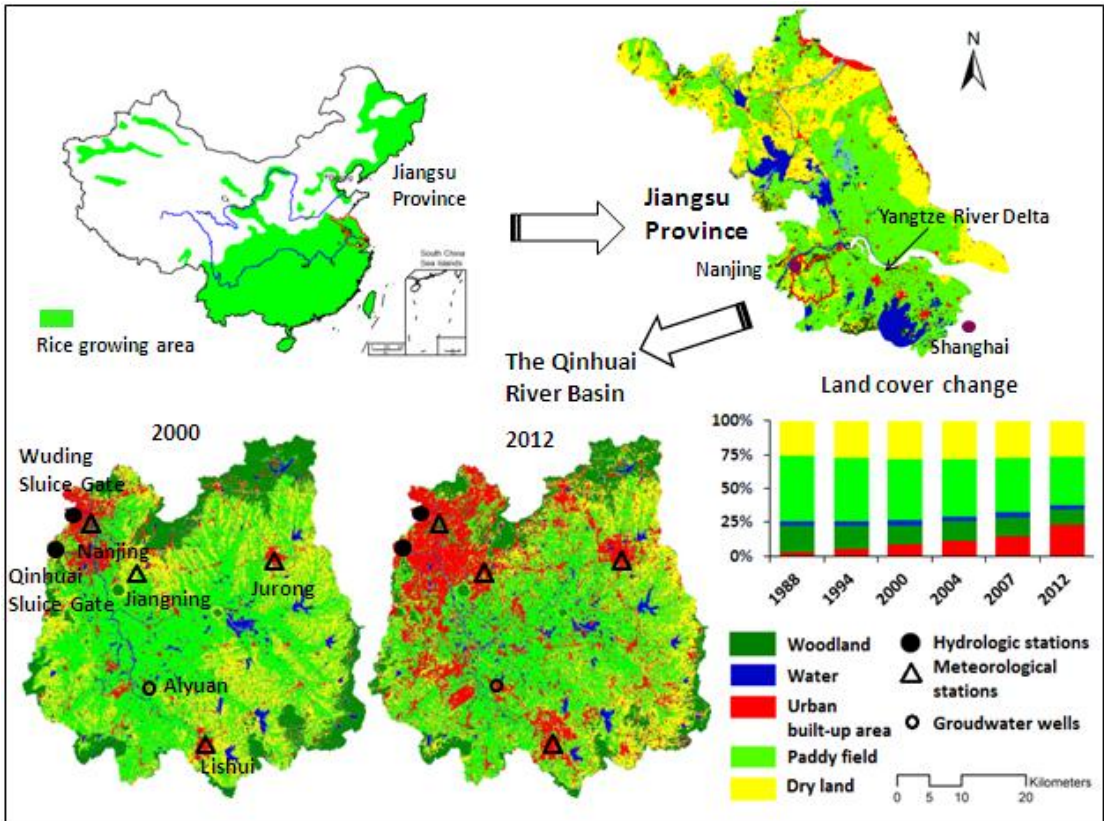 Jiangsu
Province
South China
Sea Islands
Rice growing area
N
Jiangsu
Province
Yangtze River Delta
Nanjing
Shanghai
The Qinhuai
River Basin
Land cover change
2000
Wuding
Sluice Gate
Nanjing
Qinhuai
Sluice Gate
Jiangning
Jurong
Alyuan
Lishui
2012
100%
75%
50%
25%
0%
1988
1994
2000
2004
2007
2012
Woodland
Water
Urban
built-up area
Paddy field
Dry land
Hydrologic stations
Meteorological
stations
Groudwater wells
Kilometers
0 5 10 20